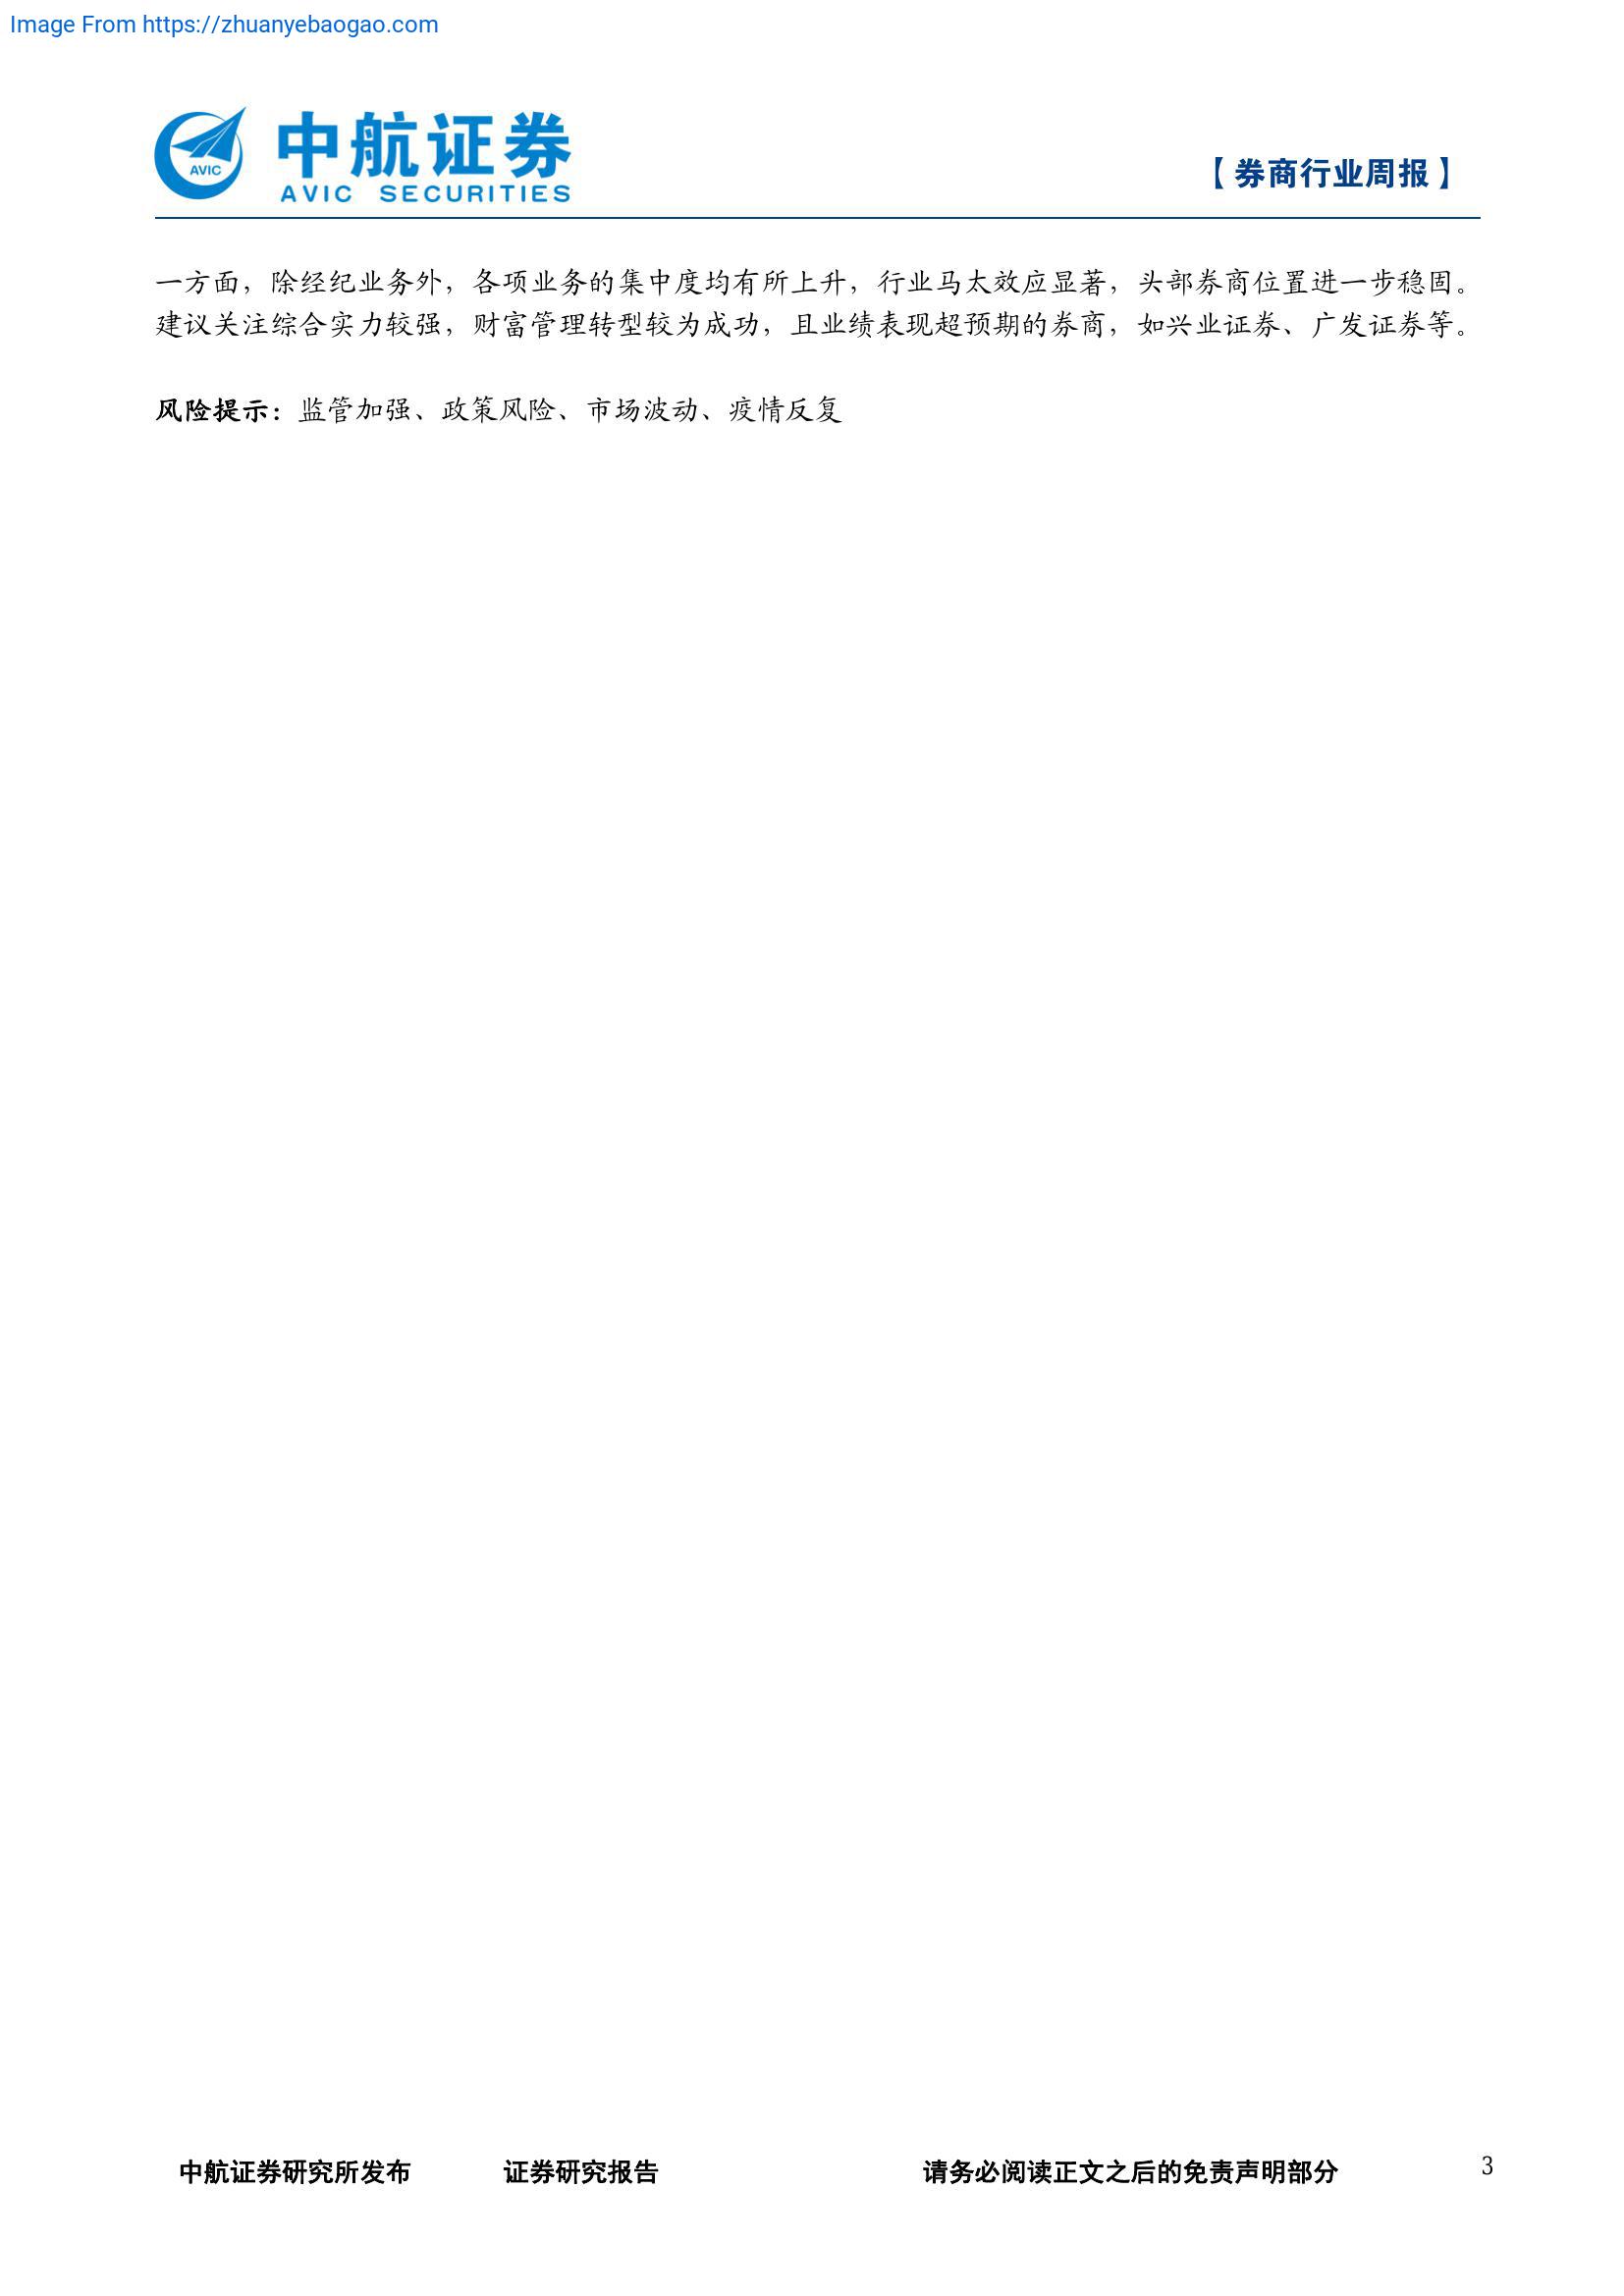 Image From https://zhuanyebaogao.com
AVIC
中航证券
AVIC SECURITIES
【券商行业周报】
一方面，除经纪业务外，各项业务的集中度均有所上升，行业马太效应显著，头部券商位置进一步稳固。
建议关注综合实力较强，财富管理转型较为成功，且业绩表现超预期的券商，如兴业证券、广发证券等。
风险提示：监管加强、政策风险、市场波动、疫情反复
中航证券研究所发布 证券研究报告 请务必阅读正文之后的免责声明部分 3